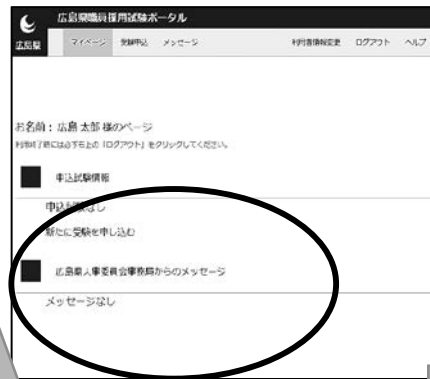 広島県職員採用試験ポータル
広島県 マイページ 受験申込 メッセージ 利用者情報変更 ログアウト ヘルプ
お名前：広島 太郎 様のページ
利用終了時には必ず右上の「ログアウト」をクリックしてください。
申込試験情報
申込試験なし
新たに受験を申し込む
広島県人事委員会事務局からのメッセージ
メッセージなし